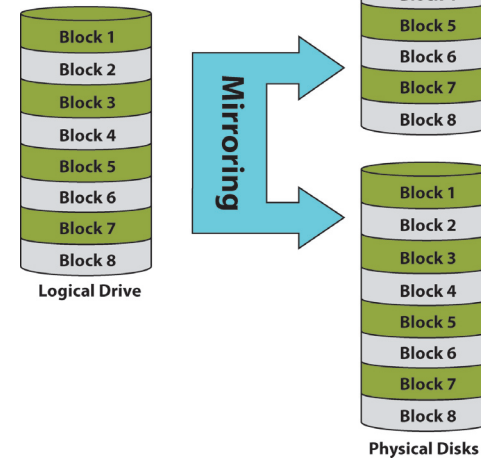 Block 1
Block 2
Block 3
Block 4
Block 5
Block 6
Block 7
Block 8
Logical Drive
Mirroring
Block 5
Block 6
Block 7
Block 8
Block 1
Block 2
Block 3
Block 4
Block 5
Block 6
Block 7
Block 8
Physical Disks